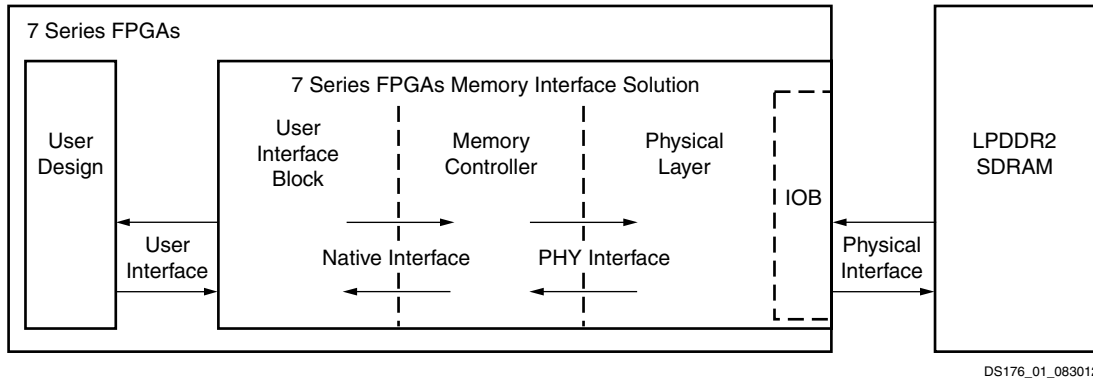 7 Series FPGAs
7 Series FPGAs Memory Interface Solution
User
Design
User
Interface
Block
Memory
Controller
Physical
Layer
IOB
LPDDR2
SDRAM
User
Interface
Native Interface
PHY Interface
Physical
Interface
DS176_01_083012